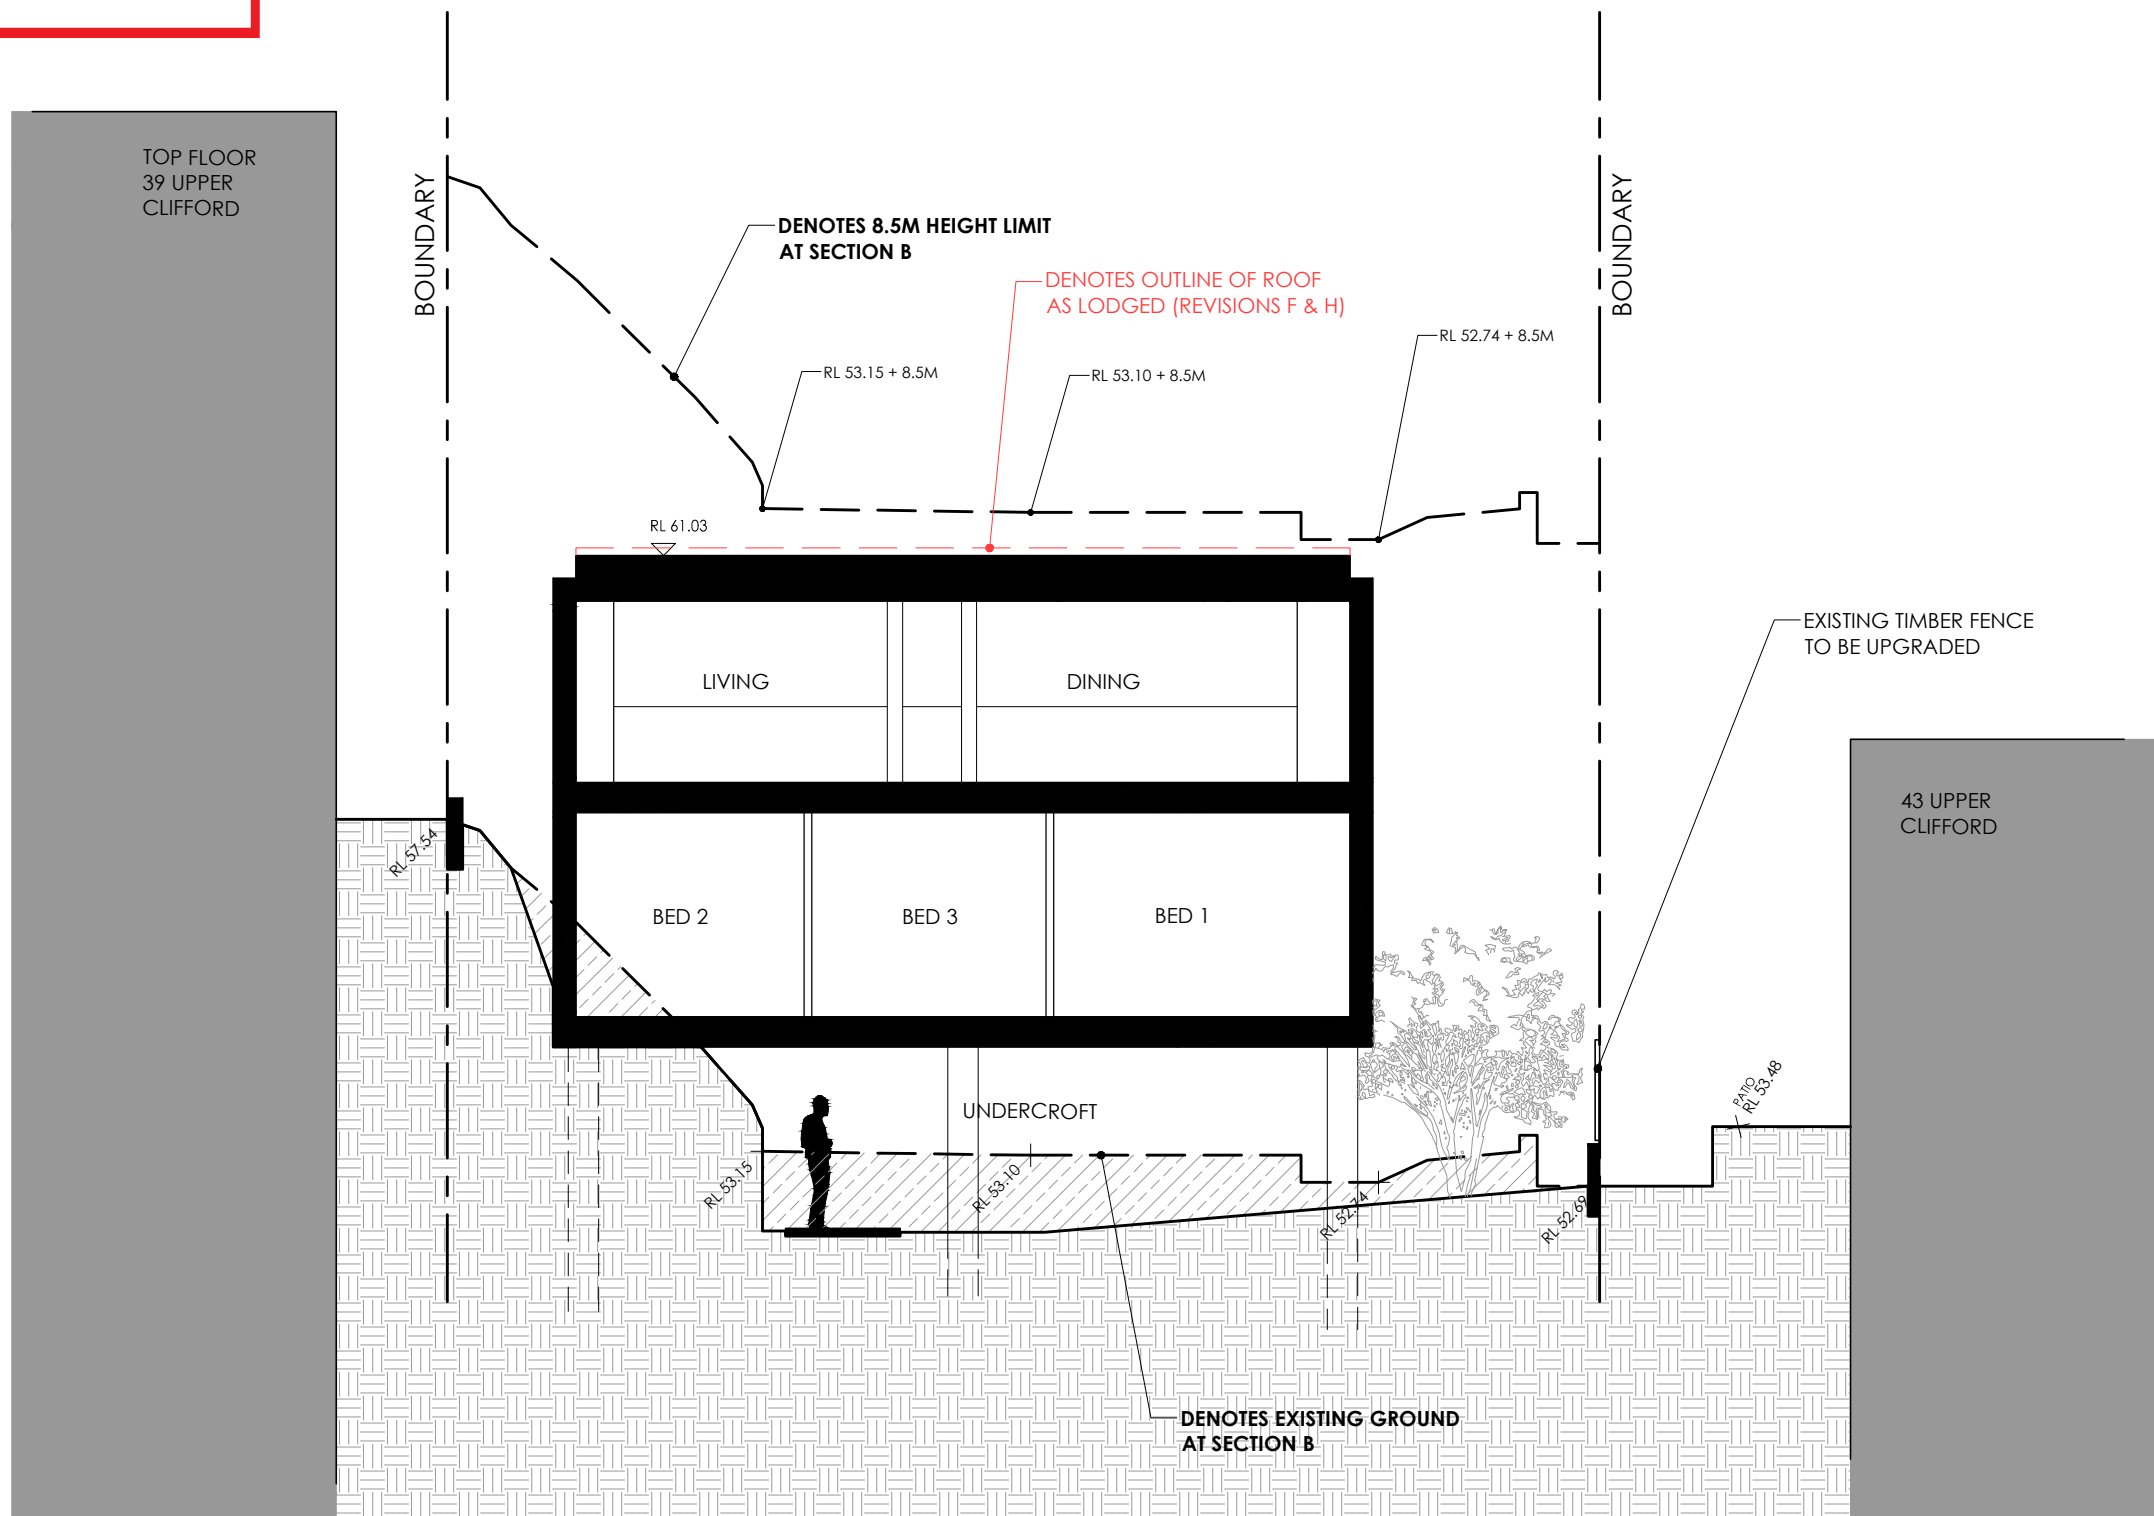 TOP FLOOR
39 UPPER
CLIFFORD
BOUNDARY
DENOTES 8.5M HEIGHT LIMIT
AT SECTION B
DENOTES OUTLINE OF ROOF
AS LODGED (REVISIONS F & H)
BOUNDARY
RL 53.15 + 8.5M
RL 53.10 + 8.5M
RL 52.74 + 8.5M
RL 61.03
EXISTING TIMBER FENCE
TO BE UPGRADED
LIVING
DINING
43 UPPER
CLIFFORD
RL 57.54
BED 2
BED 3
BED 1
UNDERCROFT
PATIO
RL 53.48
RL 53.15
RL 53.10
RL 52.74
RL 52.69
DENOTES EXISTING GROUND
AT SECTION B